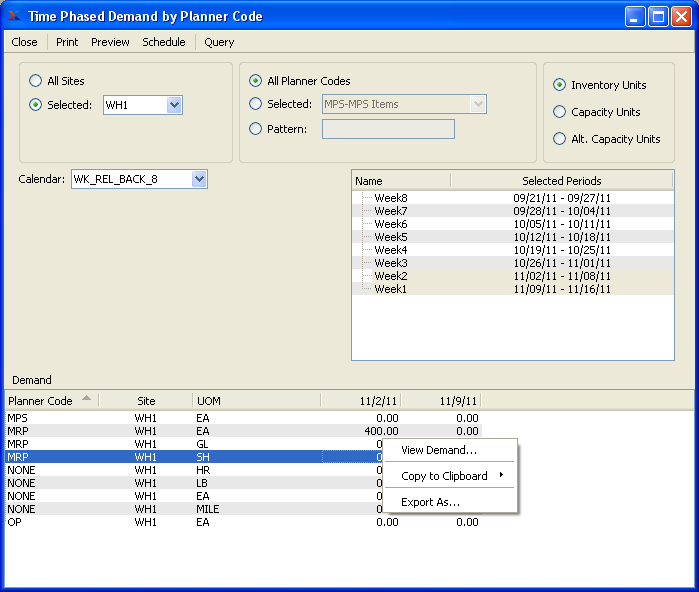 Time Phased Demand by Planner Code
Close Print Preview Schedule Query
All Sites
Selected: WH1
All Planner Codes
Selected: MPS-MPS Items
Pattern:
Inventory Units
Capacity Units
Alt. Capacity Units
Calendar: WK_REL_BACK_8
Name Selected Periods
Week8 09/21/11 - 09/27/11
Week7 09/28/11 - 10/04/11
Week6 10/05/11 - 10/11/11
Week5 10/12/11 - 10/18/11
Week4 10/19/11 - 10/25/11
Week3 10/26/11 - 11/01/11
Week2 11/02/11 - 11/08/11
Week1 11/09/11 - 11/16/11
Demand
Planner Code Site UOM 11/2/11 11/9/11
MPS WH1 EA 0.00 0.00
MRP WH1 EA 400.00 0.00
MRP WH1 GL 0
MRP WH1 SH 0
NONE WH1 HR 0
NONE WH1 LB 0
NONE WH1 EA 0
NONE WH1 MILE 0
OP WH1 EA 0.00 0.00
View Demand...
Copy to Clipboard
Export As...